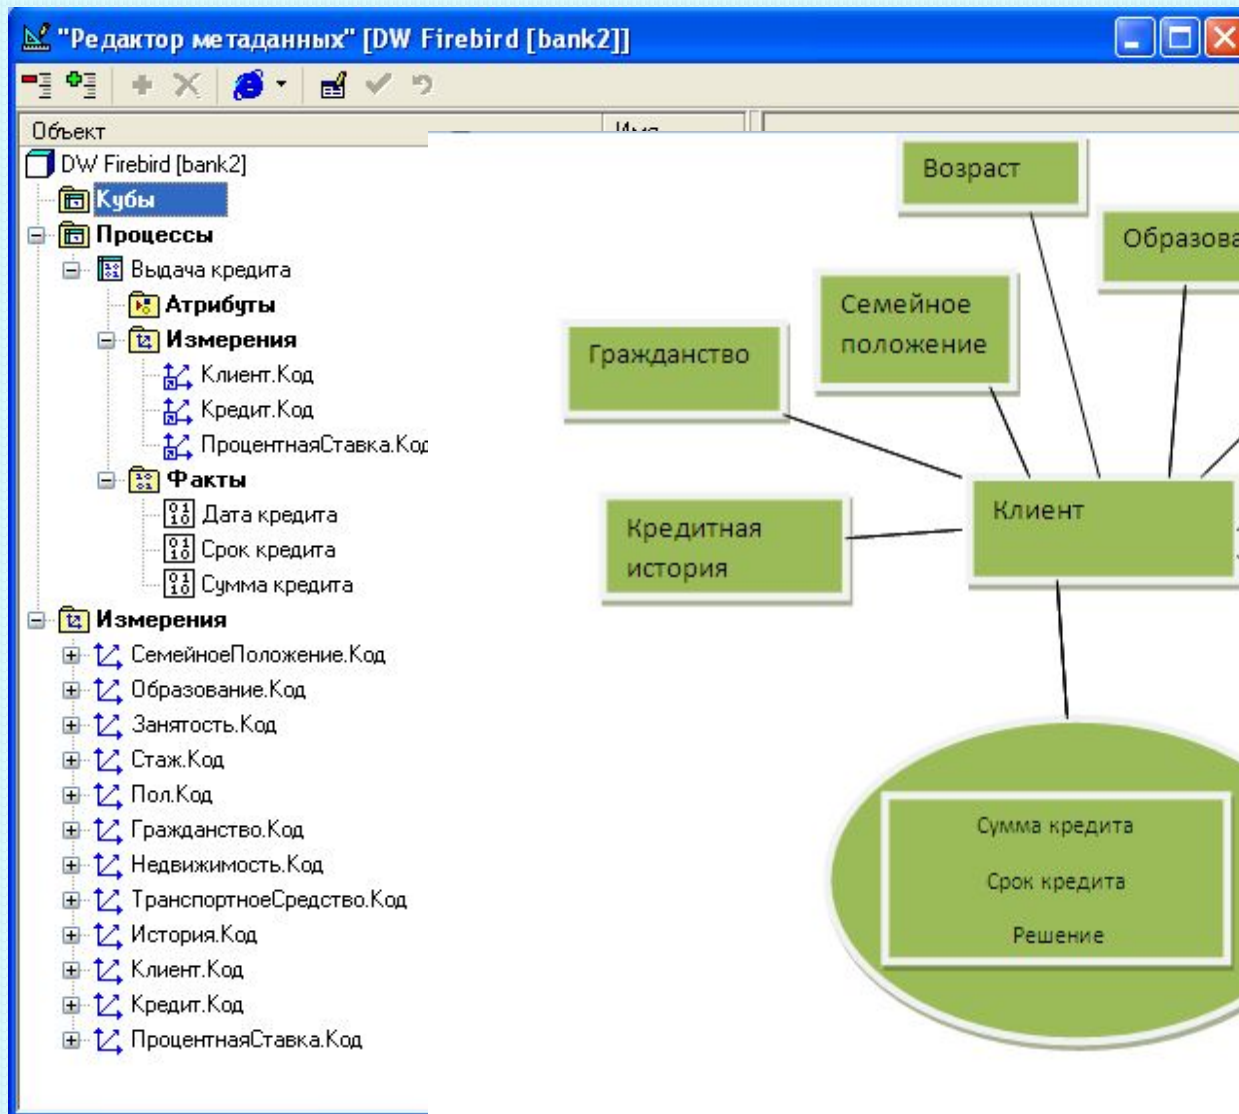 "Редактор метаданных" [DW Firebird [bank2]]
Объект
DW Firebird [bank2]
Кубы
Процессы
Выдача кредита
Атрибуты
Измерения
Клиент.Код
Кредит.Код
ПроцентнаяСтавка.Код
Факты
Дата кредита
Срок кредита
Сумма кредита
Измерения
СемейноеПоложение.Код
Образование.Код
Занятость.Код
Стаж.Код
Пол.Код
Гражданство.Код
Недвижимость.Код
ТранспортноеСредство.Код
История.Код
Клиент.Код
Кредит.Код
ПроцентнаяСтавка.Код
Возраст
Образова
Семейное
положение
Гражданство
Кредитная
история
Клиент
Сумма кредита
Срок кредита
Решение